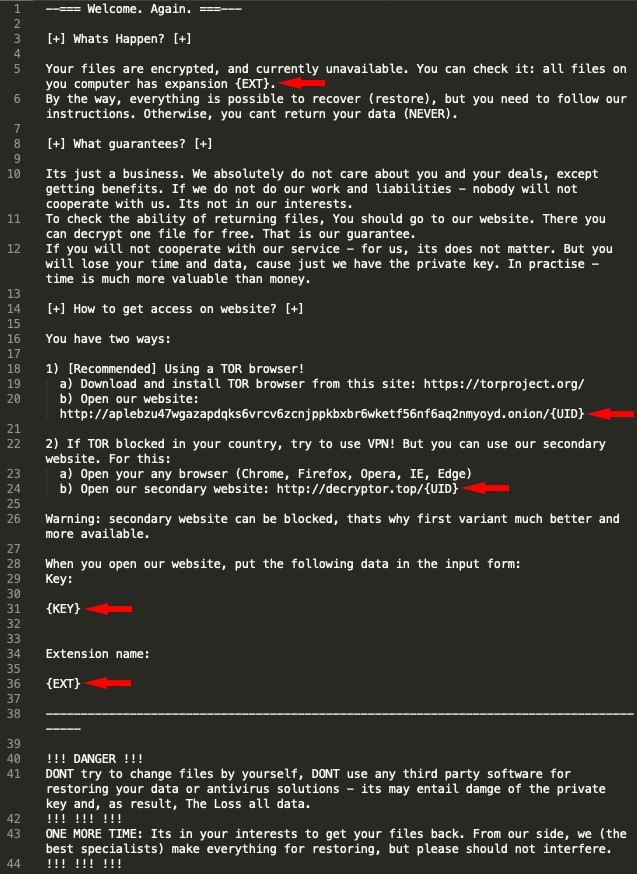 1 ---=== Welcome. Again. ===---
2
3 [+] Whats Happen? [+]
4
5 Your files are encrypted, and currently unavailable. You can check it: all files on
you computer has expansion {EXT}.
6 By the way, everything is possible to recover (restore), but you need to follow our
instructions. Otherwise, you cant return your data (NEVER).
7
8 [+] What guarantees? [+]
9
10 Its just a business. We absolutely do not care about you and your deals, except
getting benefits. If we do not do our work and liabilities - nobody will not
cooperate with us. Its not in our interests.
11 To check the ability of returning files, You should go to our website. There you
can decrypt one file for free. That is our guarantee.
12 If you will not cooperate with our service - for us, its does not matter. But you
will lose your time and data, cause just we have the private key. In practise -
time is much more valuable than money.
13
14 [+] How to get access on website? [+]
15
16 You have two ways:
17
18 1) [Recommended] Using a TOR browser!
19 a) Download and install TOR browser from this site: https://torproject.org/
20 b) Open our website:
http://aplebzu47wgazapdqks6vrcv6zcnjppkbxbr6wketf56nf6aq2nmyoyd.onion/{UID}
21
22 2) If TOR blocked in your country, try to use VPN! But you can use our secondary
website. For this:
23 a) Open your any browser (Chrome, Firefox, Opera, IE, Edge)
24 b) Open our secondary website: http://decryptor.top/{UID}
25
26 Warning: secondary website can be blocked, thats why first variant much better and
more available.
27
28 When you open our website, put the following data in the input form:
29 Key:
30
31 {KEY}
32
33
34 Extension name:
35
36 {EXT}
37
38 -----------------------------------------------------------------------------------------
39
40 !!! DANGER !!!
41 DONT try to change files by yourself, DONT use any third party software for
restoring your data or antivirus solutions - its may entail damge of the private
key and, as result, The Loss all data.
42 !!! !!! !!!
43 ONE MORE TIME: Its in your interests to get your files back. From our side, we (the
best specialists) make everything for restoring, but please should not interfere.
44 !!! !!! !!!